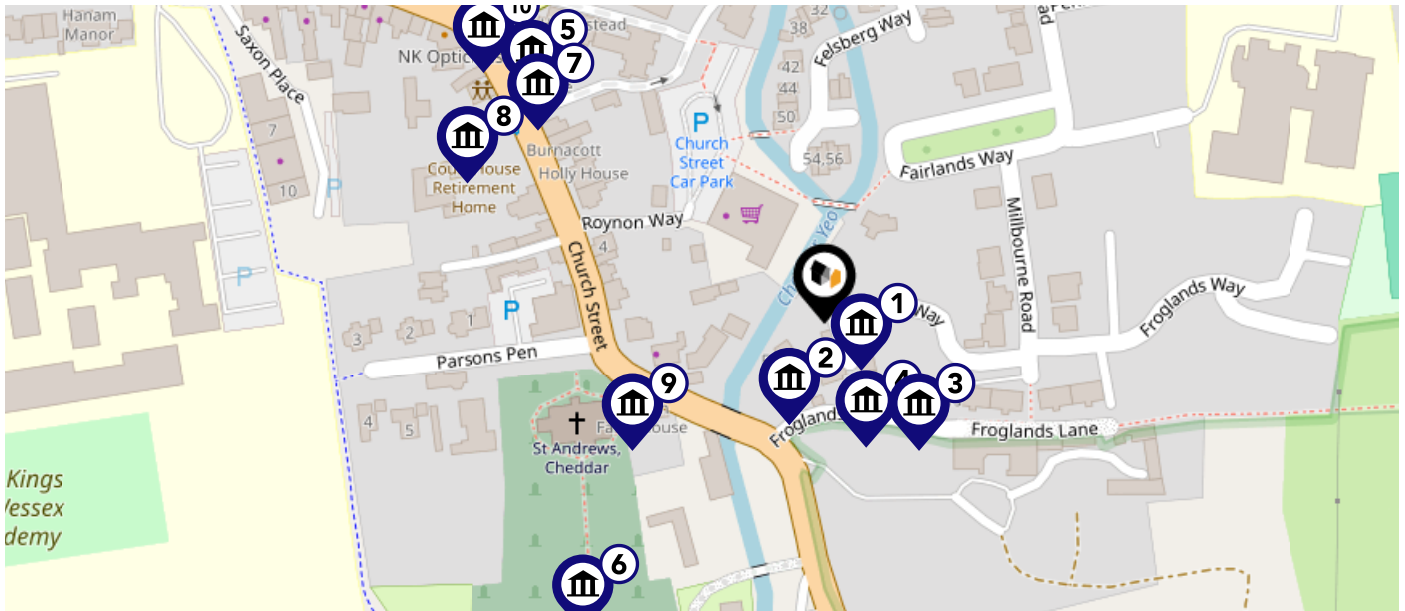 Hanam
Manor
Saxon Place
NK Optic
10
5
7
8
stead
32
38
42
44
50
54,56
Felsberg Way
P
Church
Street
Car Park
Fairlands Way
Burnacott
Holly House
Retirement
Home
7
10
P
P
Roynon Way
4
Church Street
Millbourne Road
Froglands Way
Way
1
P
3
2
1
Parsons Pen
2
4
3
9
4
5
St Andrews,
Cheddar
Froglands
Froglands Lane
Kings
6